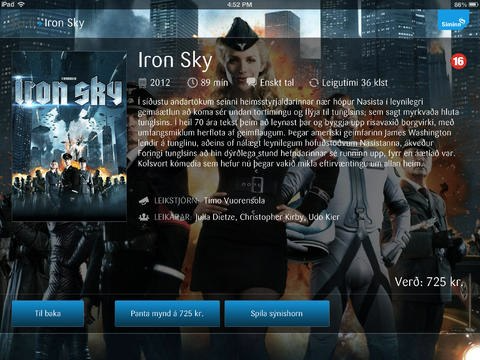 iPad
4:52 PM
86%
Iron Sky
Síminn
Iron Sky
16
2012
89 mín
Enskt tal
Leigutími 36 klst
IRON SKY
Í síðustu andartökum seinni heimsstyrjaldarinnar nær hópur Nasista í leynilegri
geimáætlun að koma sér undan tortímingu og flýja til tunglsins, sem sagt myrkvaða hluta
tunglsins. Í heil 70 ára tekst þeim að leynast þar og byggja upp risavaxið borgvirki, með
umfangsmiklum herflota af geimflaugum. Þegar ameríski geimfarinn James Washington
lendir á tunglinu, aðeins of nálægt leynilegum höfuðstöðvum Nasistanna, ákveður
Foringi tunglsins að hin dýrðlega stund hefndarinnar sé runninn upp, fyrr en áætlað var.
Kolsvört kómedía sem hefur nú þegar vakið mikla eftirvæntingu um allan heim.
LEIKSTJÓRN: Timo Vuorensola
LEIKARAR: Julia Dietze, Christopher Kirby, Udo Kier
Verð: 725 kr.
Til baka
Panta mynd á 725 kr.
Spila sýnishorn